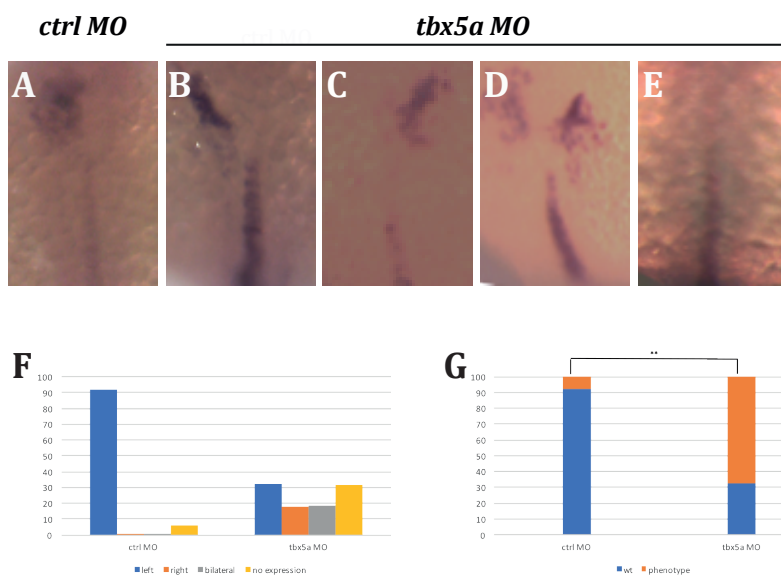 ctrl MO tbx5a MO
A B C D E
F
100
90
80
70
60
50
40
30
20
10
0
ctrl MO tbx5a MO
left right bilateral no expression
G
**
100
90
80
70
60
50
40
30
20
10
0
ctrl MO tbx5a MO
wt phenotype